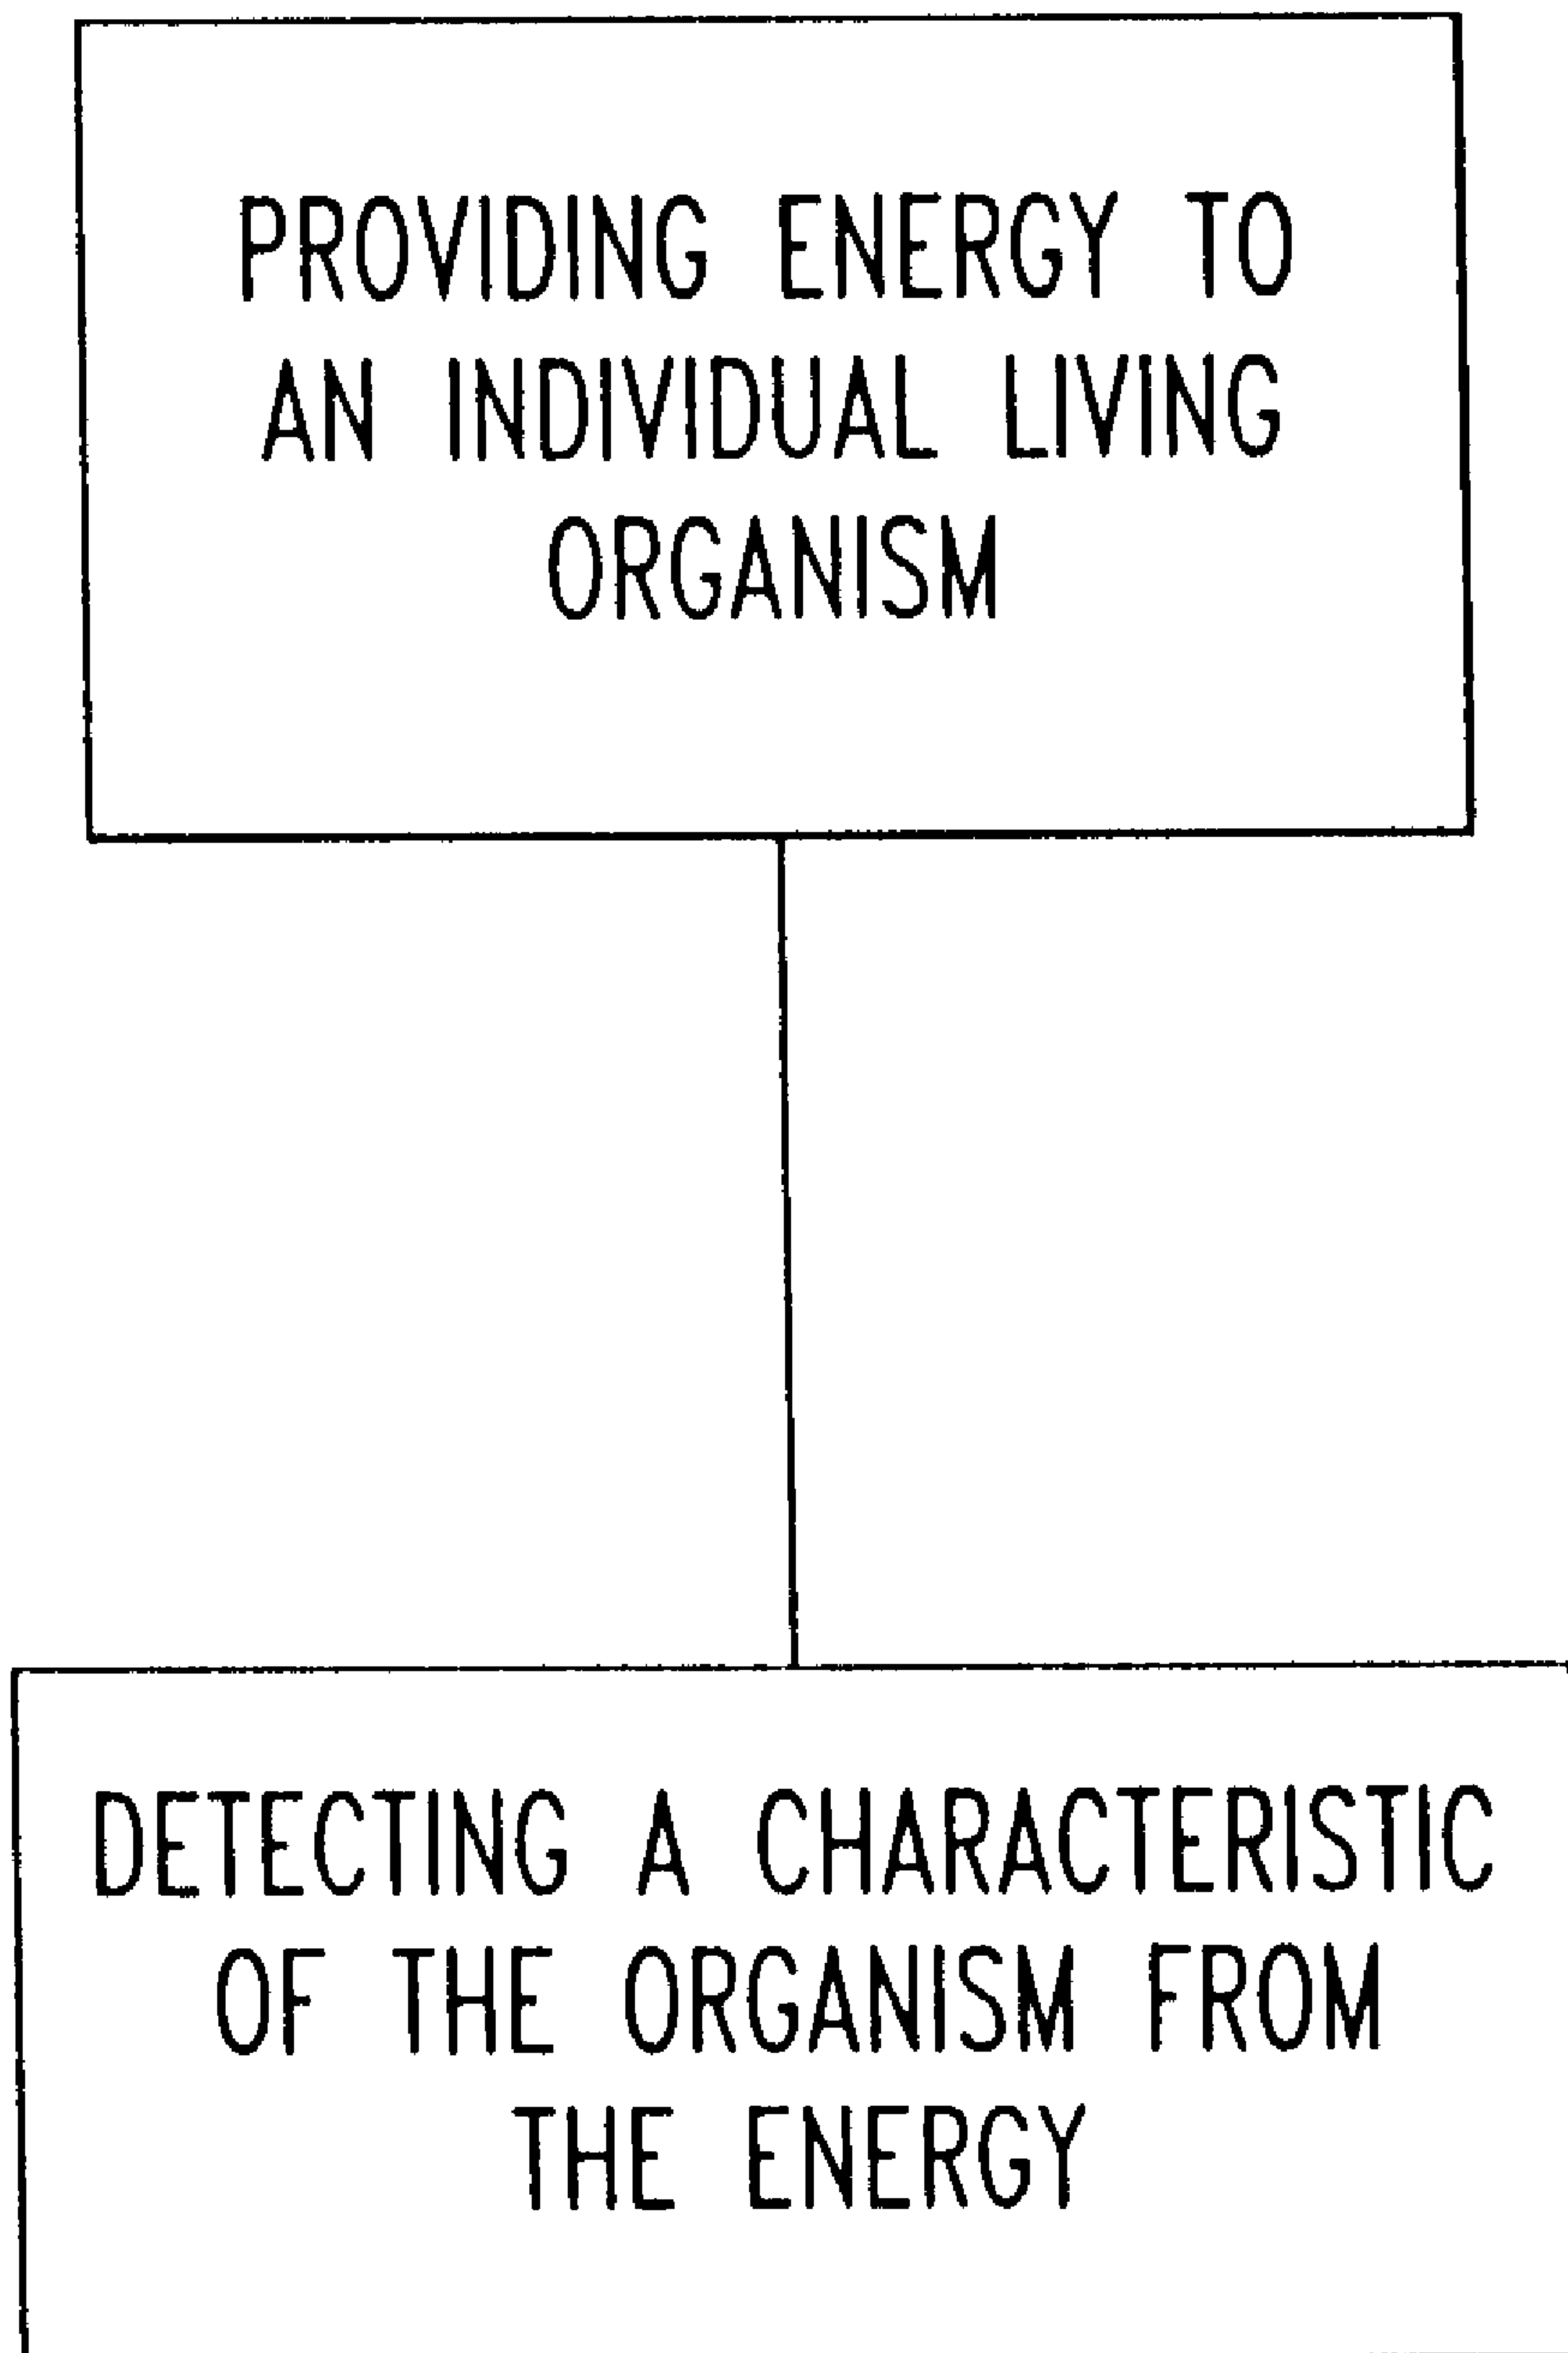 PROVIDING ENERGY TO
AN INDIVIDUAL LIVING
ORGANISM
DETECTING A CHARACTERISTIC
OF THE ORGANISM FROM
THE ENERGY